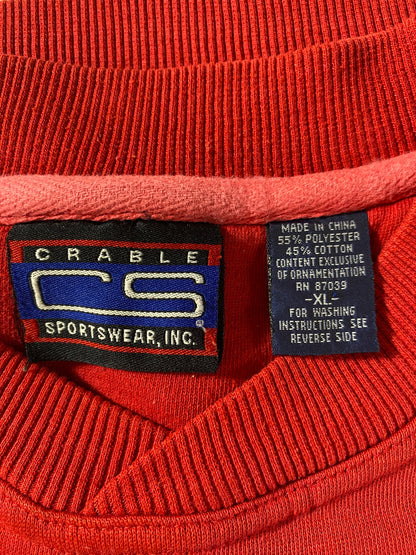 CRABLE
CS®
SPORTSWEAR, INC.
MADE IN CHINA
55% POLYESTER
45% COTTON
CONTENT EXCLUSIVE
OF ORNAMENTATION
RN 87039
-XL-
FOR WASHING
INSTRUCTIONS SEE
REVERSE SIDE